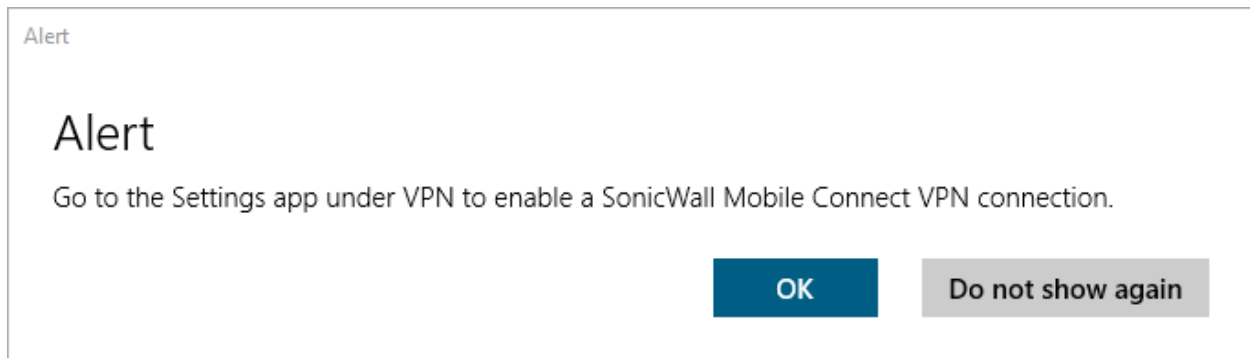 Alert
Alert
Go to the Settings app under VPN to enable a SonicWall Mobile Connect VPN connection.
OK
Do not show again